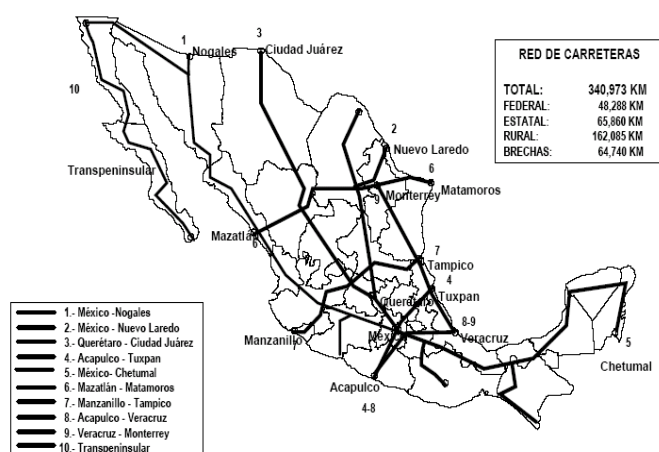 1
Nogales
3
Ciudad Juárez
RED DE CARRETERAS
TOTAL: 340,973 KM
FEDERAL: 48,288 KM
ESTATAL: 65,860 KM
RURAL: 162,085 KM
BRECHAS: 64,740 KM
10
2
Nuevo Laredo
Transpeninsular
6
Matamoros
9
Monterrey
Mazatlán
6
7
Tampico
4
Tuxpan
Querétaro
8-9
Veracruz
Manzanillo
México
5
Chetumal
Acapulco
4-8
1.- México -Nogales
2.- México - Nuevo Laredo
3.- Querétaro - Ciudad Juárez
4.- Acapulco - Tuxpan
5.- México- Chetumal
6.- Mazatlán - Matamoros
7.- Manzanillo - Tampico
8.- Acapulco - Veracruz
9.- Veracruz - Monterrey
10.- Transpeninsular